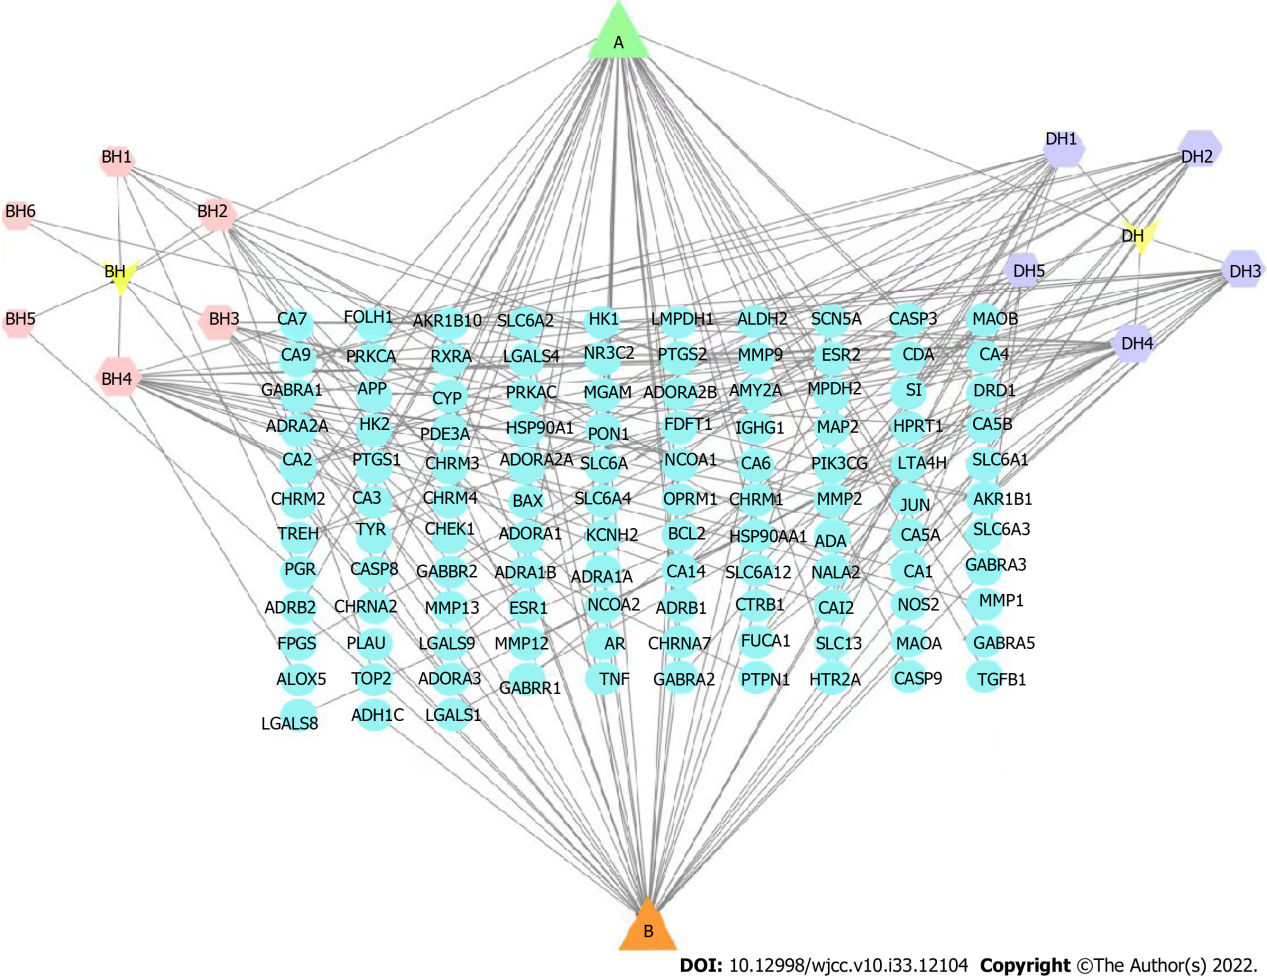 A
BH1
DH1
DH2
BH6
BH2
DH
BH
DH5
DH3
BH5
BH3
DH4
BH4
CA7 FOLH1 AKR1B10 SLC6A2 HK1 LMPDH1 ALDH2 SCN5A CASP3 MAOB
CA9 PRKCA RXRA LGALS4 NR3C2 PTGS2 MMP9 ESR2 CDA CA4
GABRA1 APP CYP PRKAC MGAM ADORA2B AMY2A MPDH2 SI DRD1
ADRA2A HK2 PDE3A HSP90A1 PON1 FDFT1 IGHG1 MAP2 HPRT1 CA5B
CA2 PTGS1 CHRM3 ADORA2A SLC6A NCOA1 CA6 PIK3CG LTA4H SLC6A1
CHRM2 CA3 CHRM4 BAX SLC6A4 OPRM1 CHRM1 MMP2 JUN AKR1B1
TREH TYR CHEK1 ADORA1 KCNH2 BCL2 HSP90AA1 ADA CA5A SLC6A3
PGR CASP8 GABBR2 ADRA1B ADRA1A CA14 SLC6A12 NALA2 CA1 GABRA3
ADRB2 CHRNA2 MMP13 ESR1 NCOA2 ADRB1 CTRB1 CAI2 NOS2 MMP1
FPGS PLAU LGALS9 MMP12 AR CHRNA7 FUCA1 SLC13 MAOA GABRA5
ALOX5 TOP2 ADORA3 GABRR1 TNF GABRA2 PTPN1 HTR2A CASP9 TGFB1
LGALS8 ADH1C LGALS1
B
DOI: 10.12998/wjcc.v10.i33.12104 Copyright ©The Author(s) 2022.